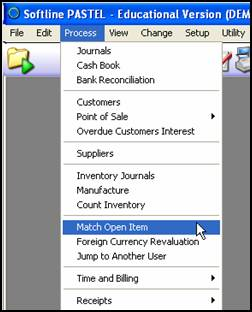 Softline PASTEL - Educational Version (DEM
File Edit Process View Change Setup Utility
Journals
Cash Book
Bank Reconciliation
Customers
Point of Sale
Overdue Customers Interest
Suppliers
Inventory Journals
Manufacture
Count Inventory
Match Open Item
Foreign Currency Revaluation
Jump to Another User
Time and Billing
Receipts